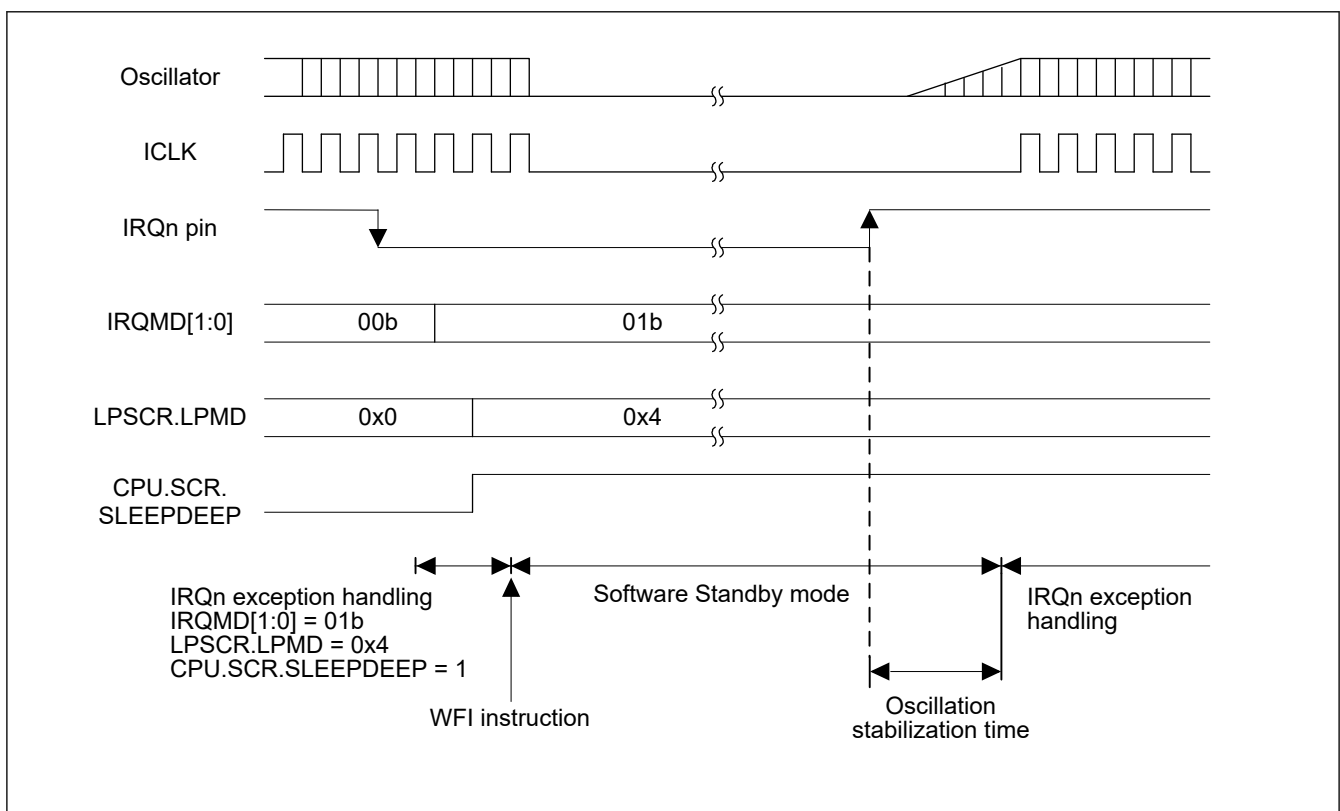 Oscillator
ICLK
IRQn pin
IRQMD[1:0]
00b
01b
LPSCR.LPMD
0x0
0x4
CPU.SCR.
SLEEPDEEP
IRQn exception handling
IRQMD[1:0] = 01b
LPSCR.LPMD = 0x4
CPU.SCR.SLEEPDEEP = 1
WFI instruction
Software Standby mode
Oscillation
stabilization time
IRQn exception
handling